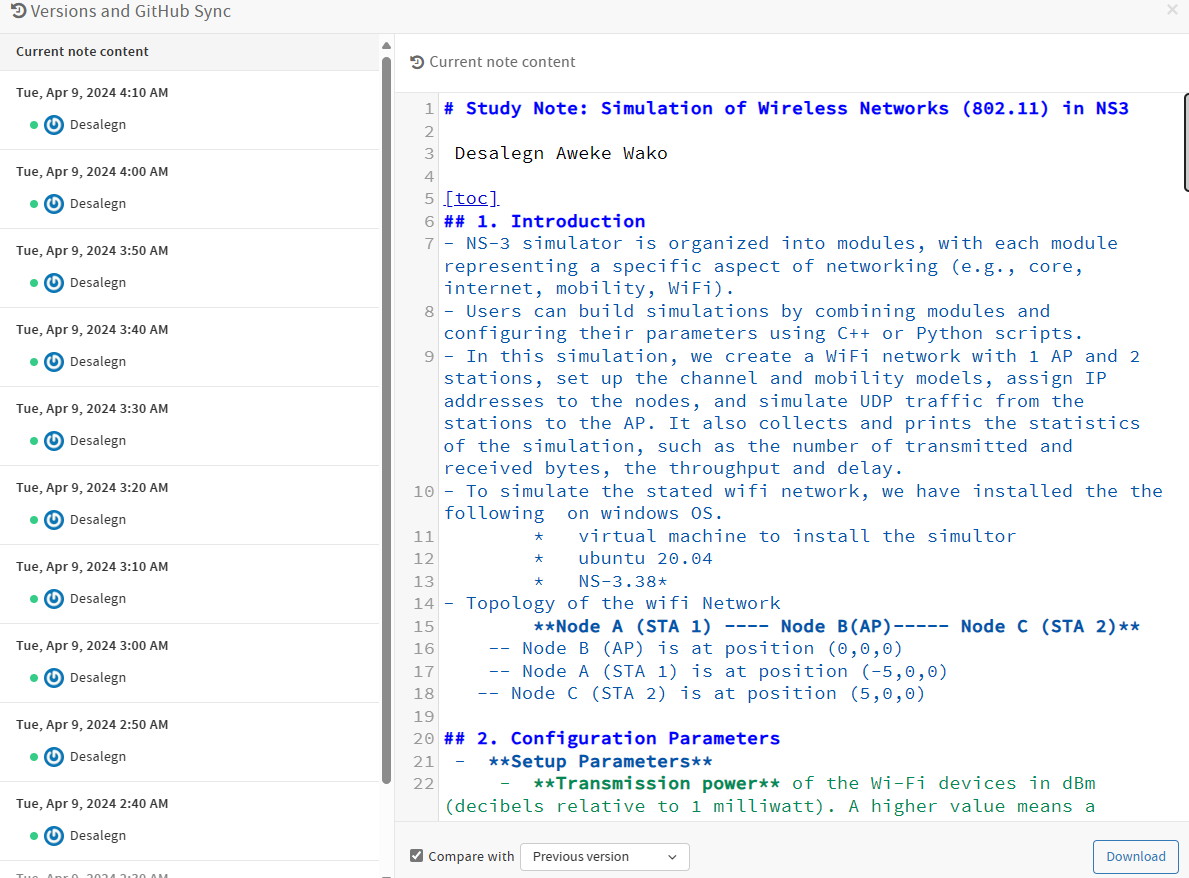 Versions and GitHub Sync
×
Current note content
Tue, Apr 9, 2024 4:10 AM
Desalegn
Tue, Apr 9, 2024 4:00 AM
Desalegn
Tue, Apr 9, 2024 3:50 AM
Desalegn
Tue, Apr 9, 2024 3:40 AM
Desalegn
Tue, Apr 9, 2024 3:30 AM
Desalegn
Tue, Apr 9, 2024 3:20 AM
Desalegn
Tue, Apr 9, 2024 3:10 AM
Desalegn
Tue, Apr 9, 2024 3:00 AM
Desalegn
Tue, Apr 9, 2024 2:50 AM
Desalegn
Tue, Apr 9, 2024 2:40 AM
Desalegn
Current note content
1 # Study Note: Simulation of Wireless Networks (802.11) in NS3
2
3 Desalegn Aweke Wako
4
5 [toc]
6 ## 1. Introduction
7 - NS-3 simulator is organized into modules, with each module
representing a specific aspect of networking (e.g., core,
internet, mobility, WiFi).
8 - Users can build simulations by combining modules and
configuring their parameters using C++ or Python scripts.
9 - In this simulation, we create a WiFi network with 1 AP and 2
stations, set up the channel and mobility models, assign IP
addresses to the nodes, and simulate UDP traffic from the
stations to the AP. It also collects and prints the statistics
of the simulation, such as the number of transmitted and
received bytes, the throughput and delay.
10 - To simulate the stated wifi network, we have installed the the
following  on windows OS.
11 * virtual machine to install the simultor
12 * ubuntu 20.04
13 * NS-3.38*
14 - Topology of the wifi Network
15 **Node A (STA 1) ---- Node B(AP)----- Node C (STA 2)**
16 -- Node B (AP) is at position (0,0,0)
17 -- Node A (STA 1) is at position (-5,0,0)
18 -- Node C (STA 2) is at position (5,0,0)
19
20 ## 2. Configuration Parameters
21 - **Setup Parameters**
22 - **Transmission power** of the Wi-Fi devices in dBm
(decibels relative to 1 milliwatt). A higher value means a
Compare with
Previous version
Download